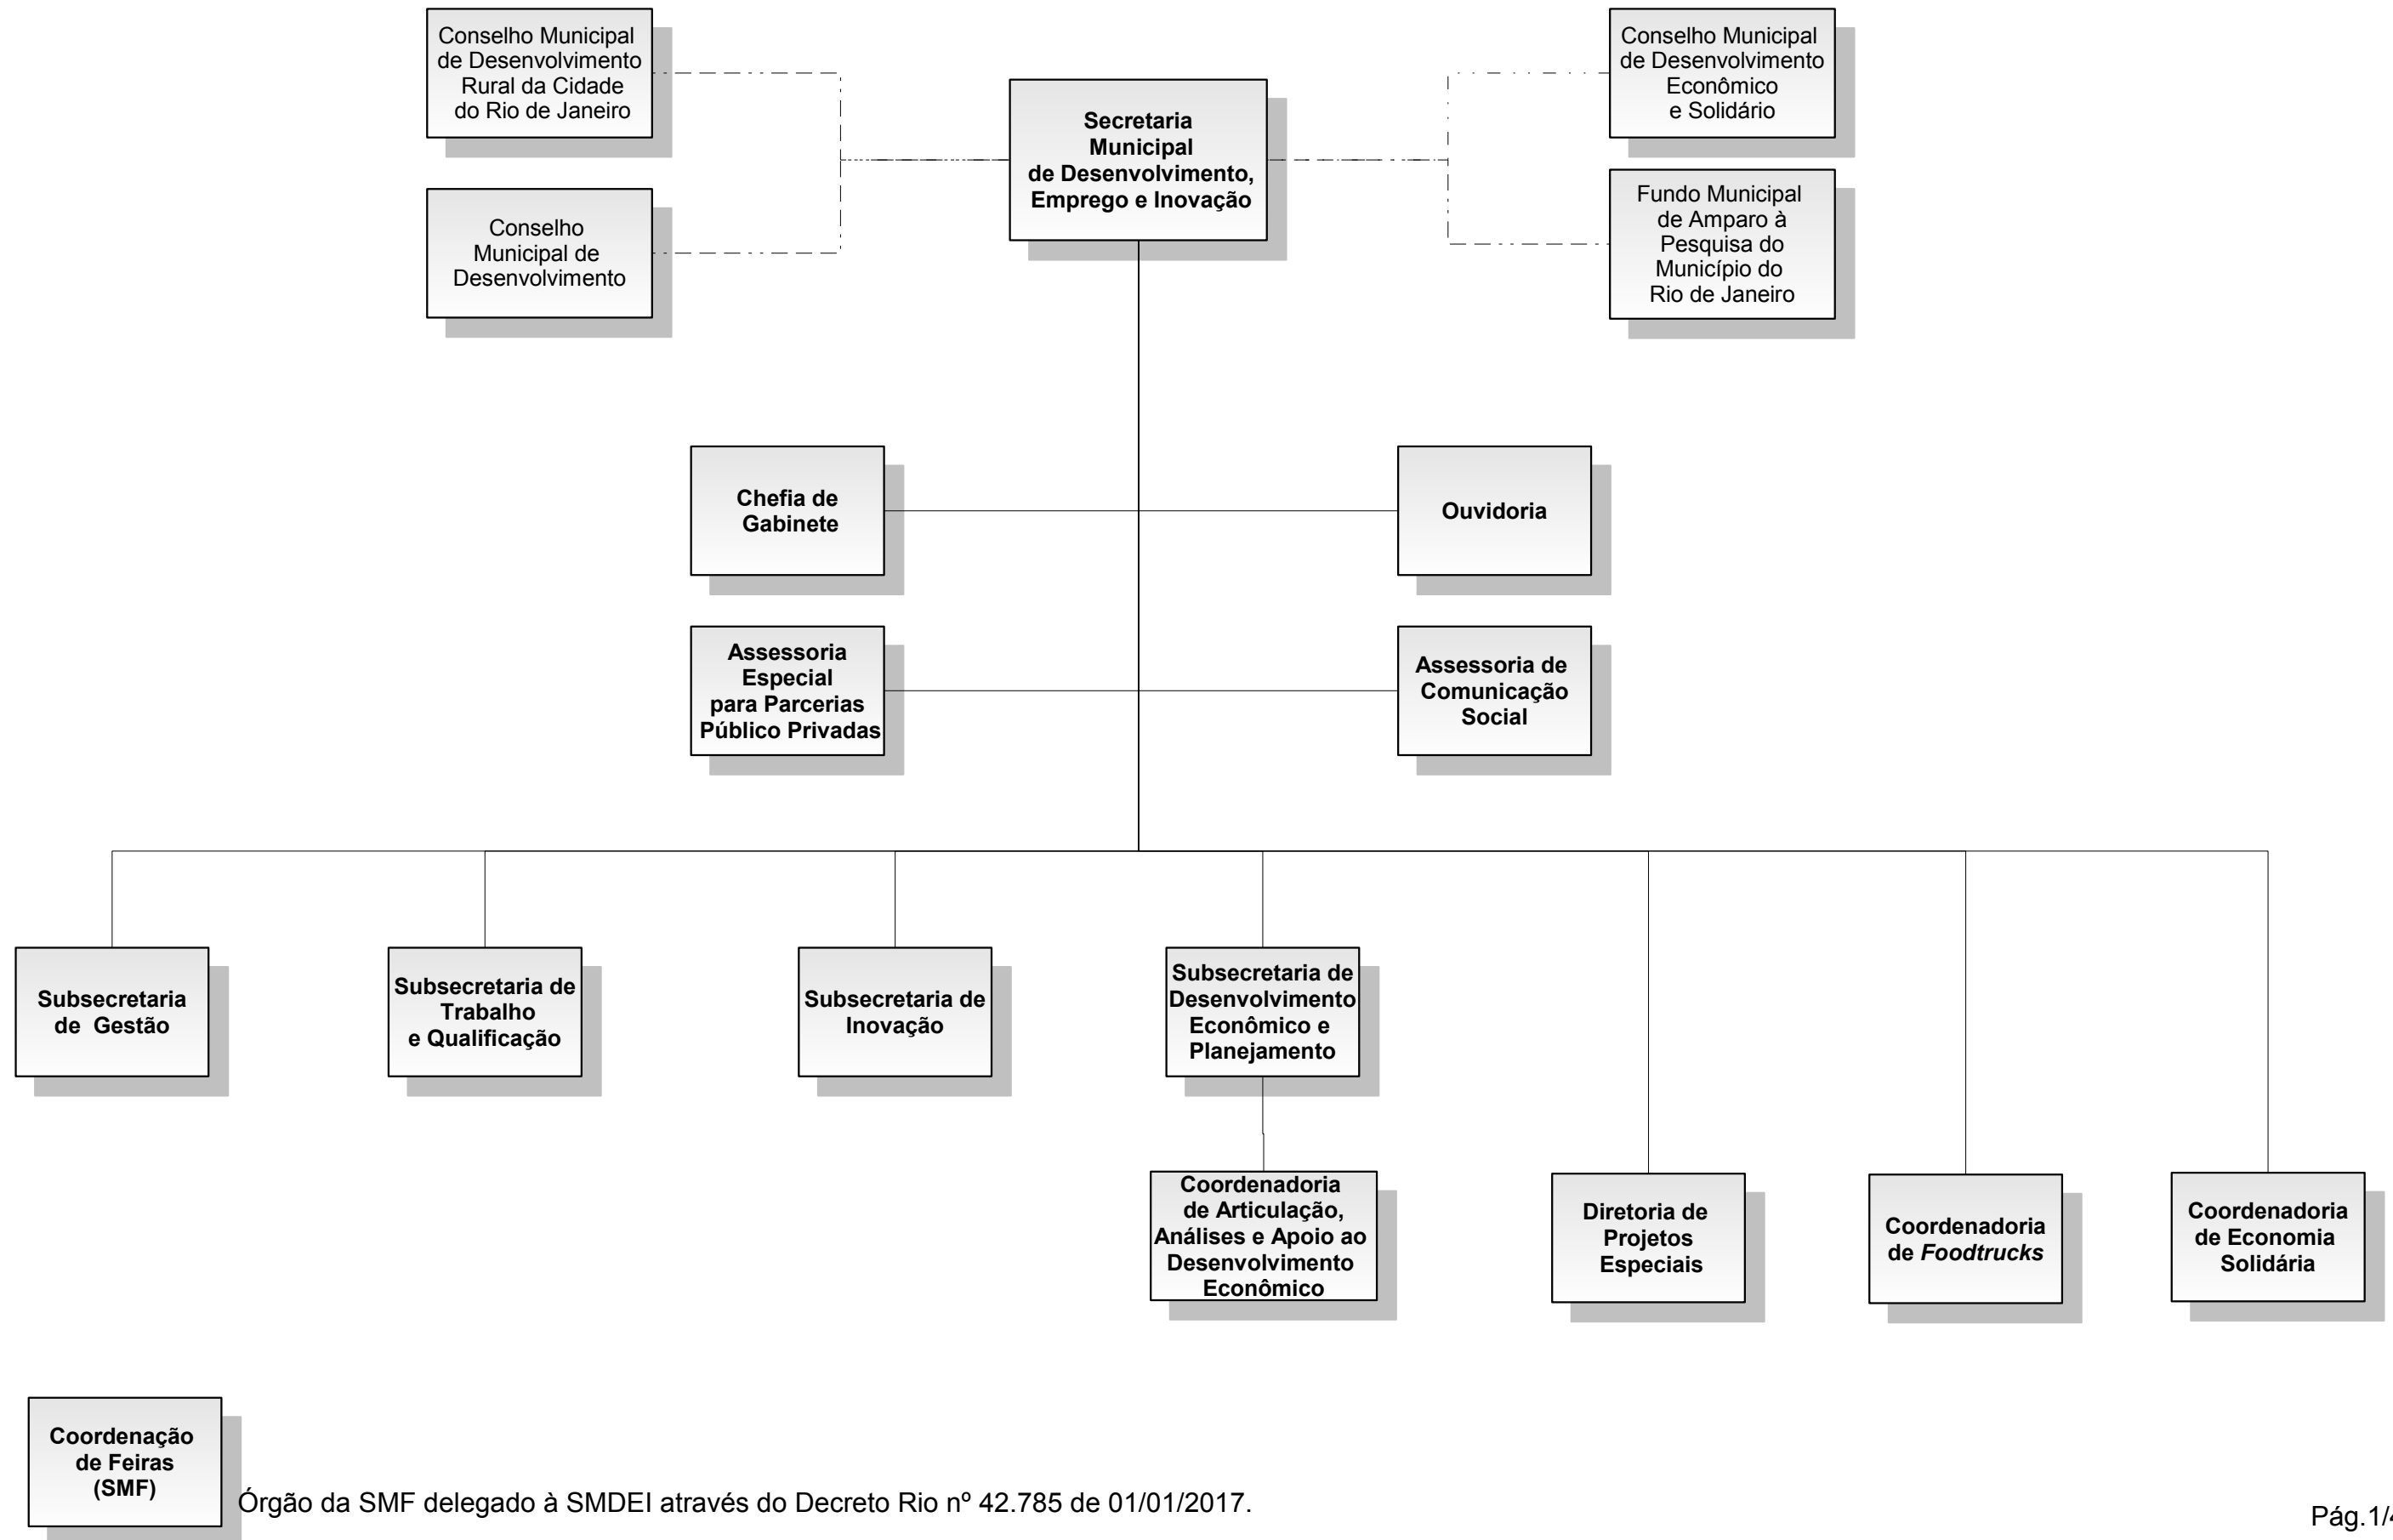 Conselho Municipal
de Desenvolvimento
Rural da Cidade
do Rio de Janeiro
Conselho Municipal
de Desenvolvimento
Econômico
e Solidário
Secretaria
Municipal
de Desenvolvimento,
Emprego e Inovação
Conselho
Municipal de
Desenvolvimento
Fundo Municipal
de Amparo à
Pesquisa do
Município do
Rio de Janeiro
Chefia de
Gabinete
Ouvidoria
Assessoria
Especial
para Parcerias
Público Privadas
Assessoria de
Comunicação
Social
Subsecretaria
de Gestão
Subsecretaria de
Trabalho
e Qualificação
Subsecretaria de
Inovação
Subsecretaria de
Desenvolvimento
Econômico e
Planejamento
Coordenadoria
de Articulação,
Análises e Apoio ao
Desenvolvimento
Econômico
Diretoria de
Projetos
Especiais
Coordenadoria
de Foodtrucks
Coordenadoria
de Economia
Solidária
Coordenação
de Feiras
(SMF)
Órgão da SMF delegado à SMDEI através do Decreto Rio nº 42.785 de 01/01/2017.
Pág.1/4